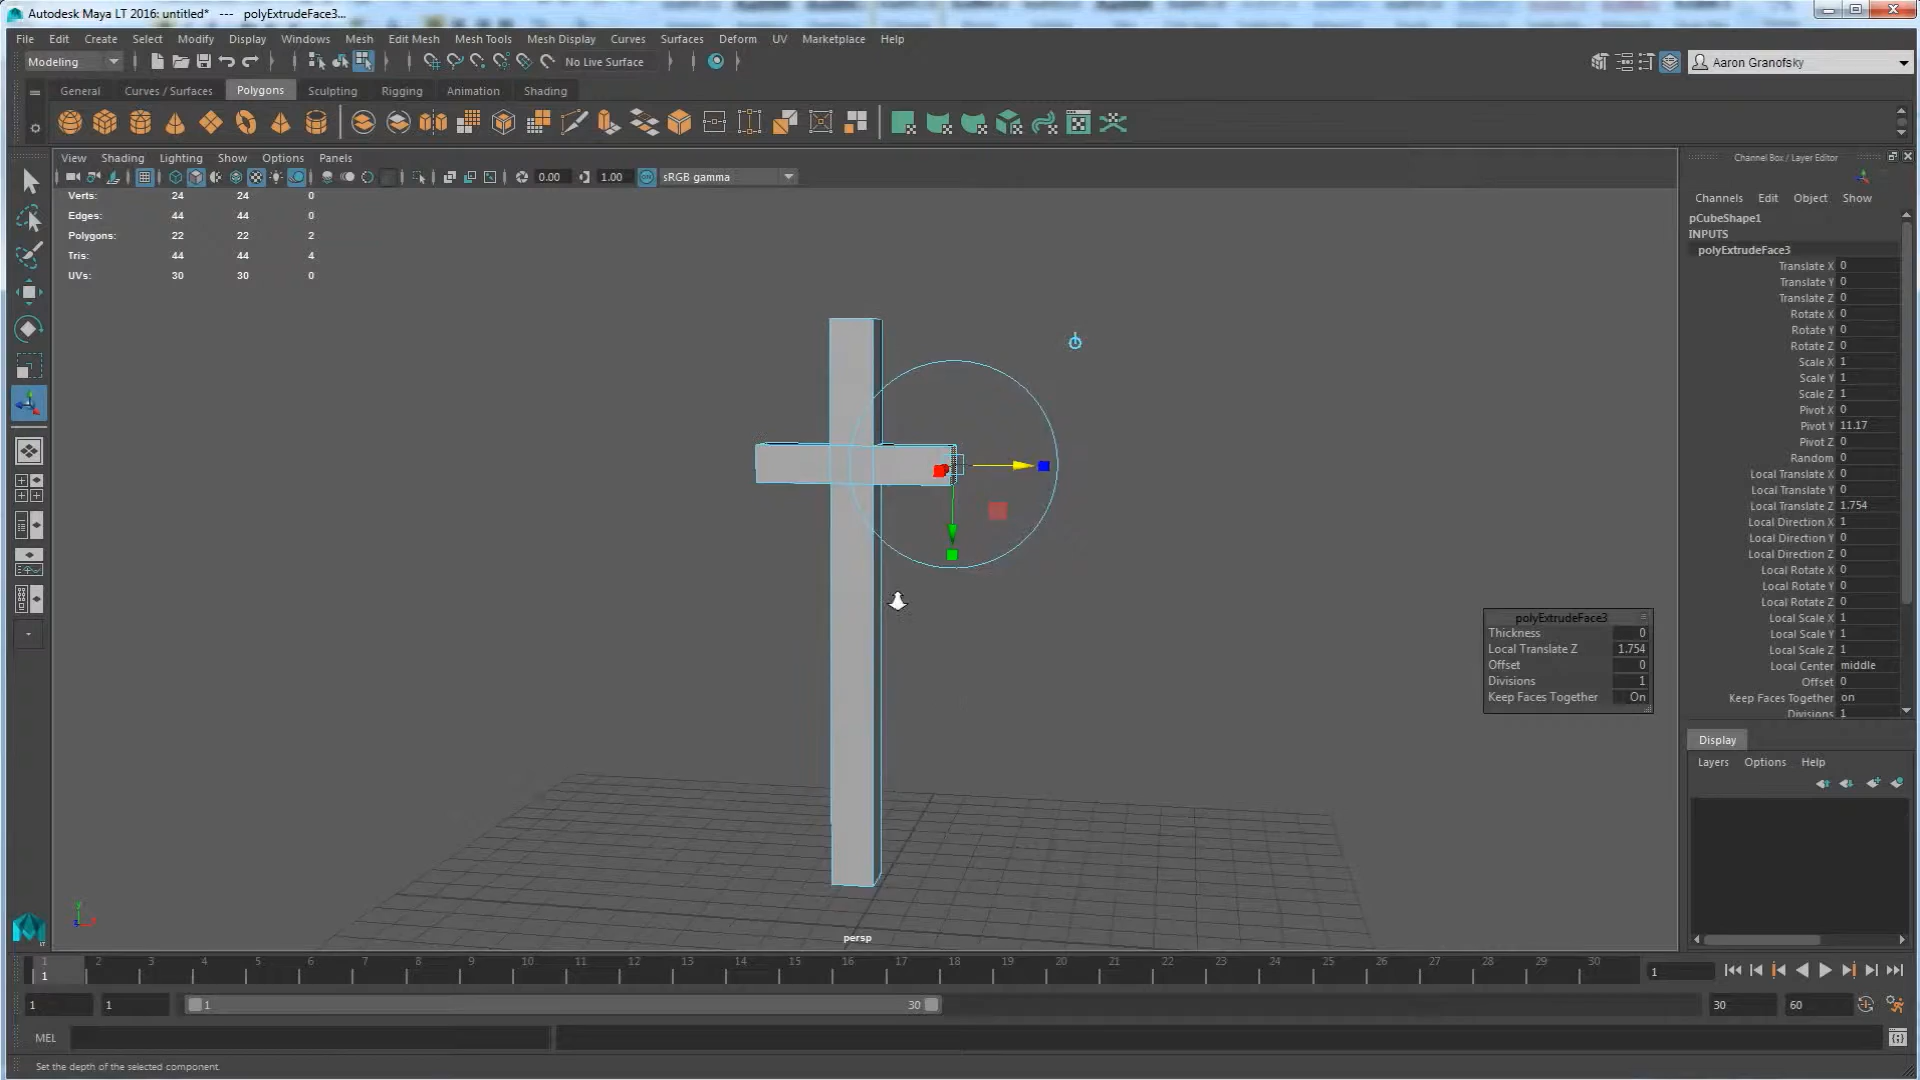 Autodesk Maya LT 2016: untitled*   ---   polyExtrudeFace3...
File Edit Create Select Modify Display Windows Mesh Edit Mesh Mesh Tools Mesh Display Curves Surfaces Deform UV Marketplace Help
Modeling No Live Surface Aaron Granofsky
General Curves / Surfaces Polygons Sculpting Rigging Animation Shading
View Shading Lighting Show Options Panels
0.00 1.00 ON sRGB gamma
Verts: 24 24 0
Edges: 44 44 0
Polygons: 22 22 2
Tris: 44 44 4
UVs: 30 30 0
persp
y
polyExtrudeFace3
Thickness 0
Local Translate Z 1.754
Offset 0
Divisions 1
Keep Faces Together On
Channel Box / Layer Editor
Channels Edit Object Show
pCubeShape1
INPUTS
polyExtrudeFace3
Translate X 0
Translate Y 0
Translate Z 0
Rotate X 0
Rotate Y 0
Rotate Z 0
Scale X 1
Scale Y 1
Scale Z 1
Pivot X 0
Pivot Y 11.17
Pivot Z 0
Random 0
Local Translate X 0
Local Translate Y 0
Local Translate Z 1.754
Local Direction X 1
Local Direction Y 0
Local Direction Z 0
Local Rotate X 0
Local Rotate Y 0
Local Rotate Z 0
Local Scale X 1
Local Scale Y 1
Local Scale Z 1
Local Center middle
Offset 0
Keep Faces Together on
Divisions 1
Display
Layers Options Help
LT
1 2 3 4 5 6 7 8 9 10 11 12 13 14 15 16 17 18 19 20 21 22 23 24 25 26 27 28 29 30
1 1
1 1 1 30 30 60
MEL
Set the depth of the selected component.